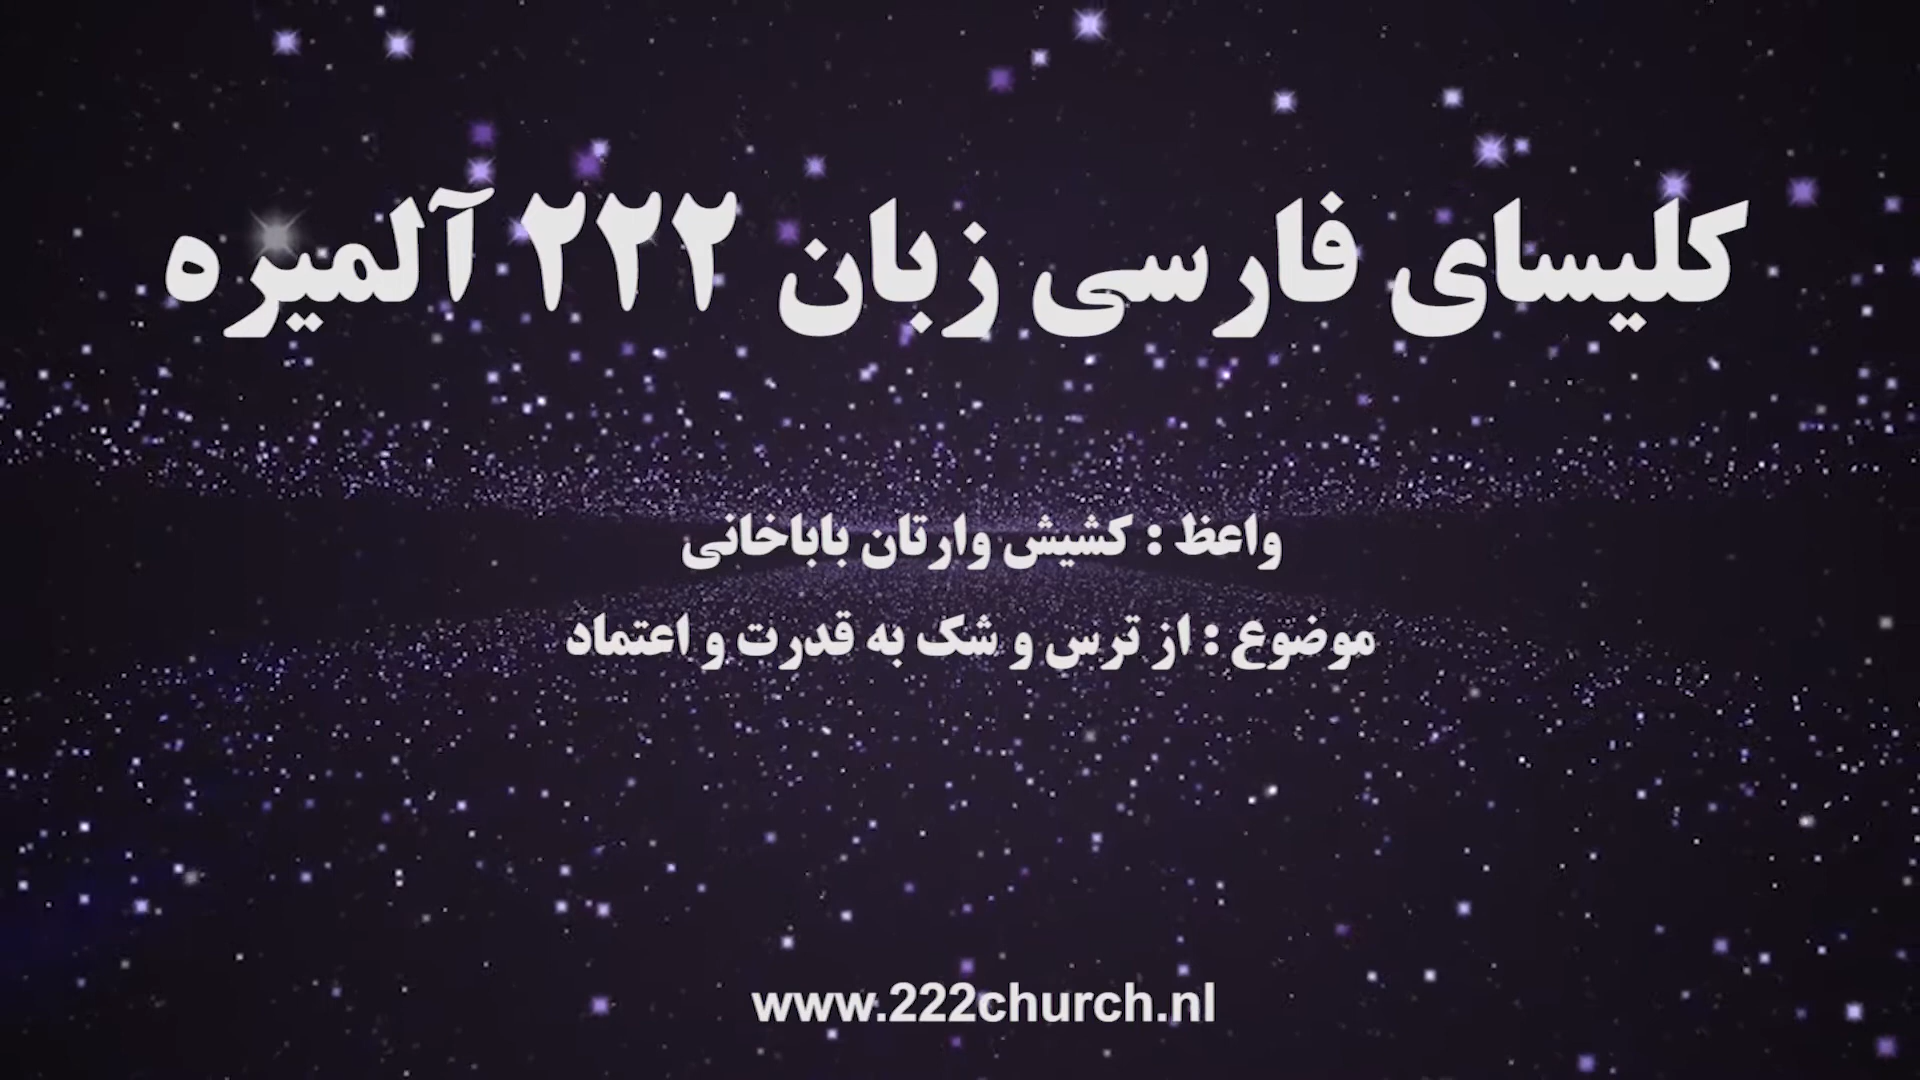 کلیسای فارسی زبان ۲۲۲ آلمیره
واعظ : کشیش وارتان باباخانی
موضوع : از ترس و شک به قدرت و اعتماد
www.222church.nl